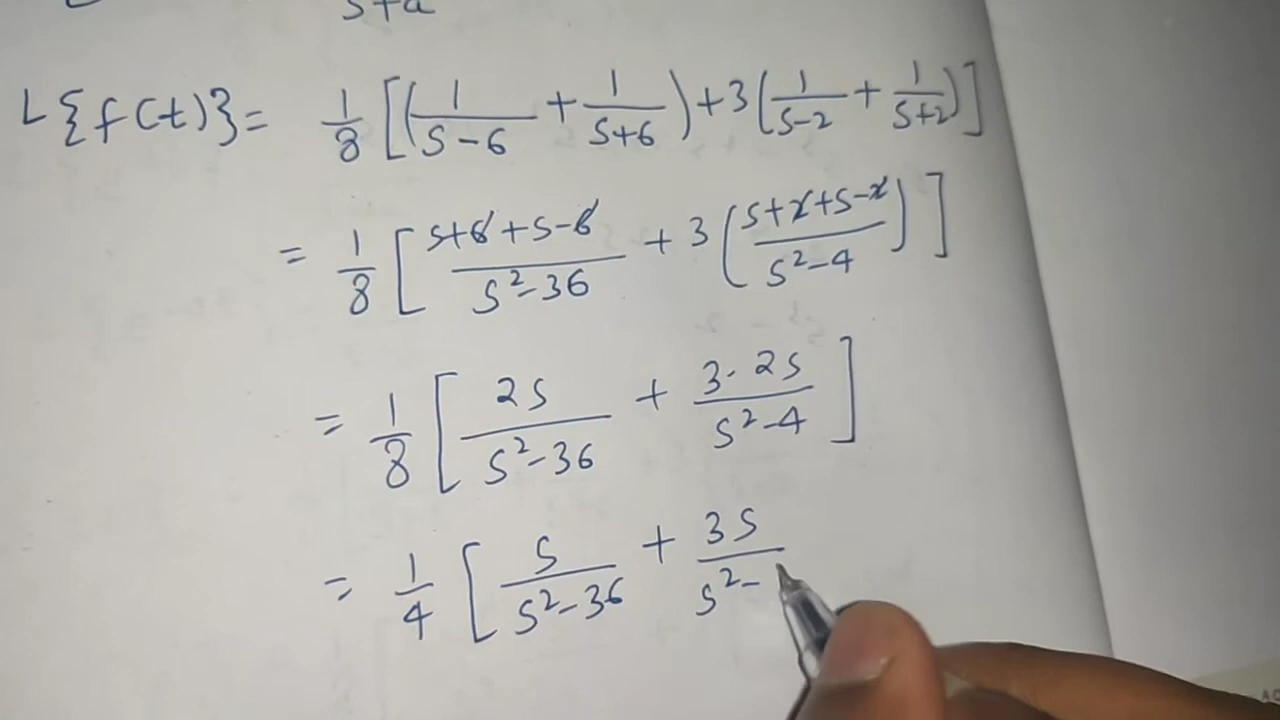 s+a
L{f(t)} = 1/8 [(1/(s-6) + 1/(s+6)) + 3(1/(s-2) + 1/(s+2))]
= 1/8 [(s+6+s-6)/(s²-36) + 3((s+2+s-2)/(s²-4))]
= 1/8 [2s/(s²-36) + 3·2s/(s²-4)]
= 1/4 [s/(s²-36) + 3s/(s²-